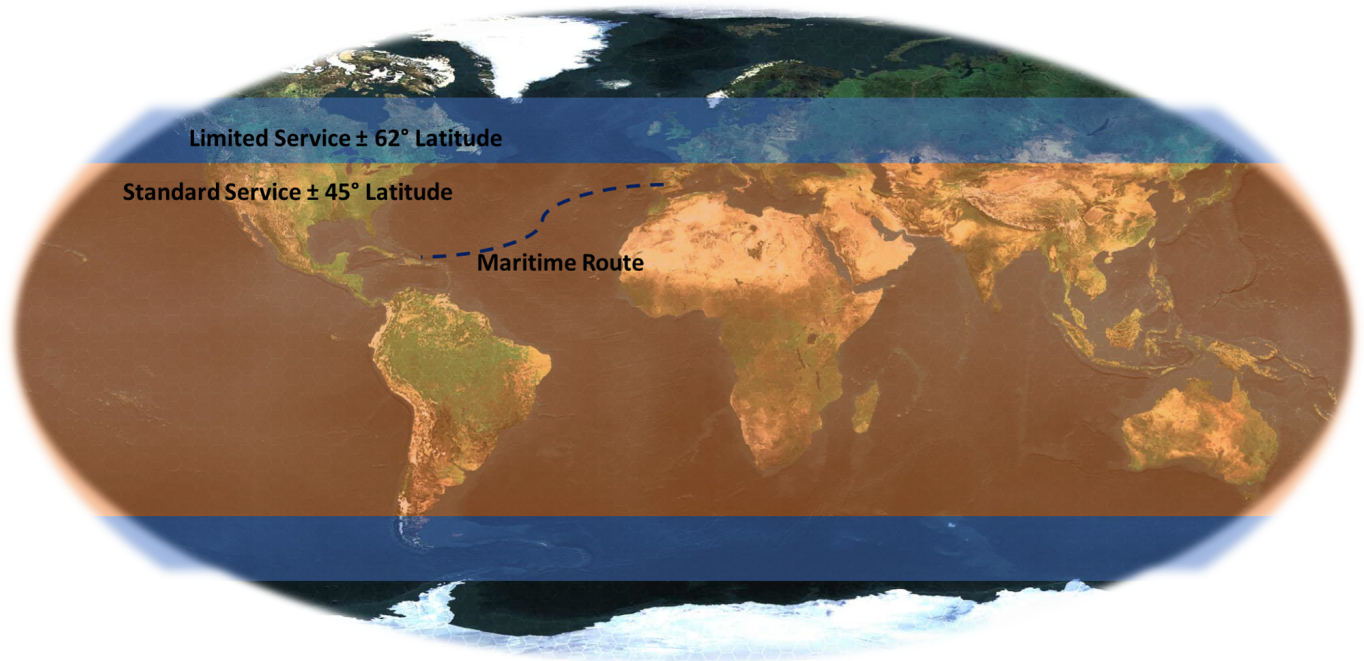 Limited Service ± 62° Latitude
Standard Service ± 45° Latitude
Maritime Route